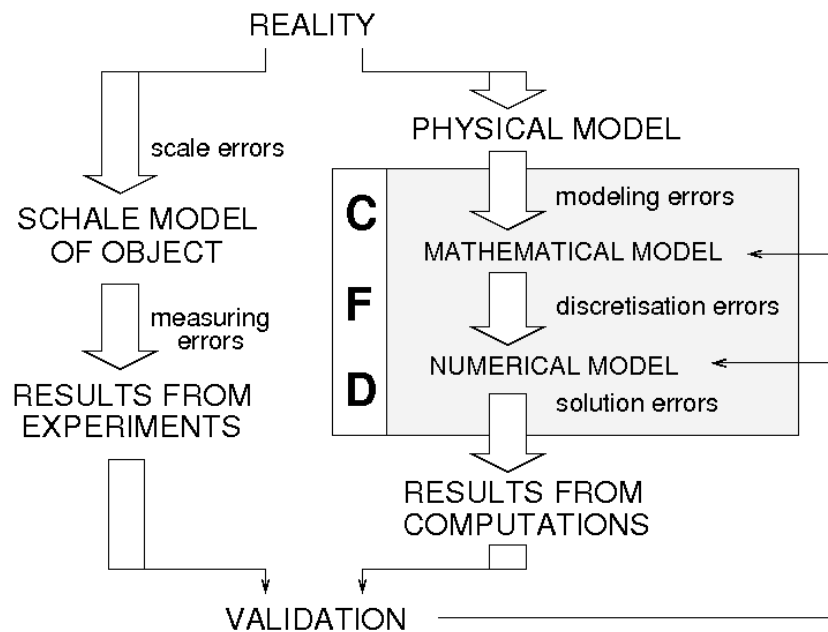 REALITY
scale errors
SCHALE MODEL
OF OBJECT
measuring
errors
RESULTS FROM
EXPERIMENTS
PHYSICAL MODEL
C
F
D
modeling errors
MATHEMATICAL MODEL
discretisation errors
NUMERICAL MODEL
solution errors
RESULTS FROM
COMPUTATIONS
VALIDATION